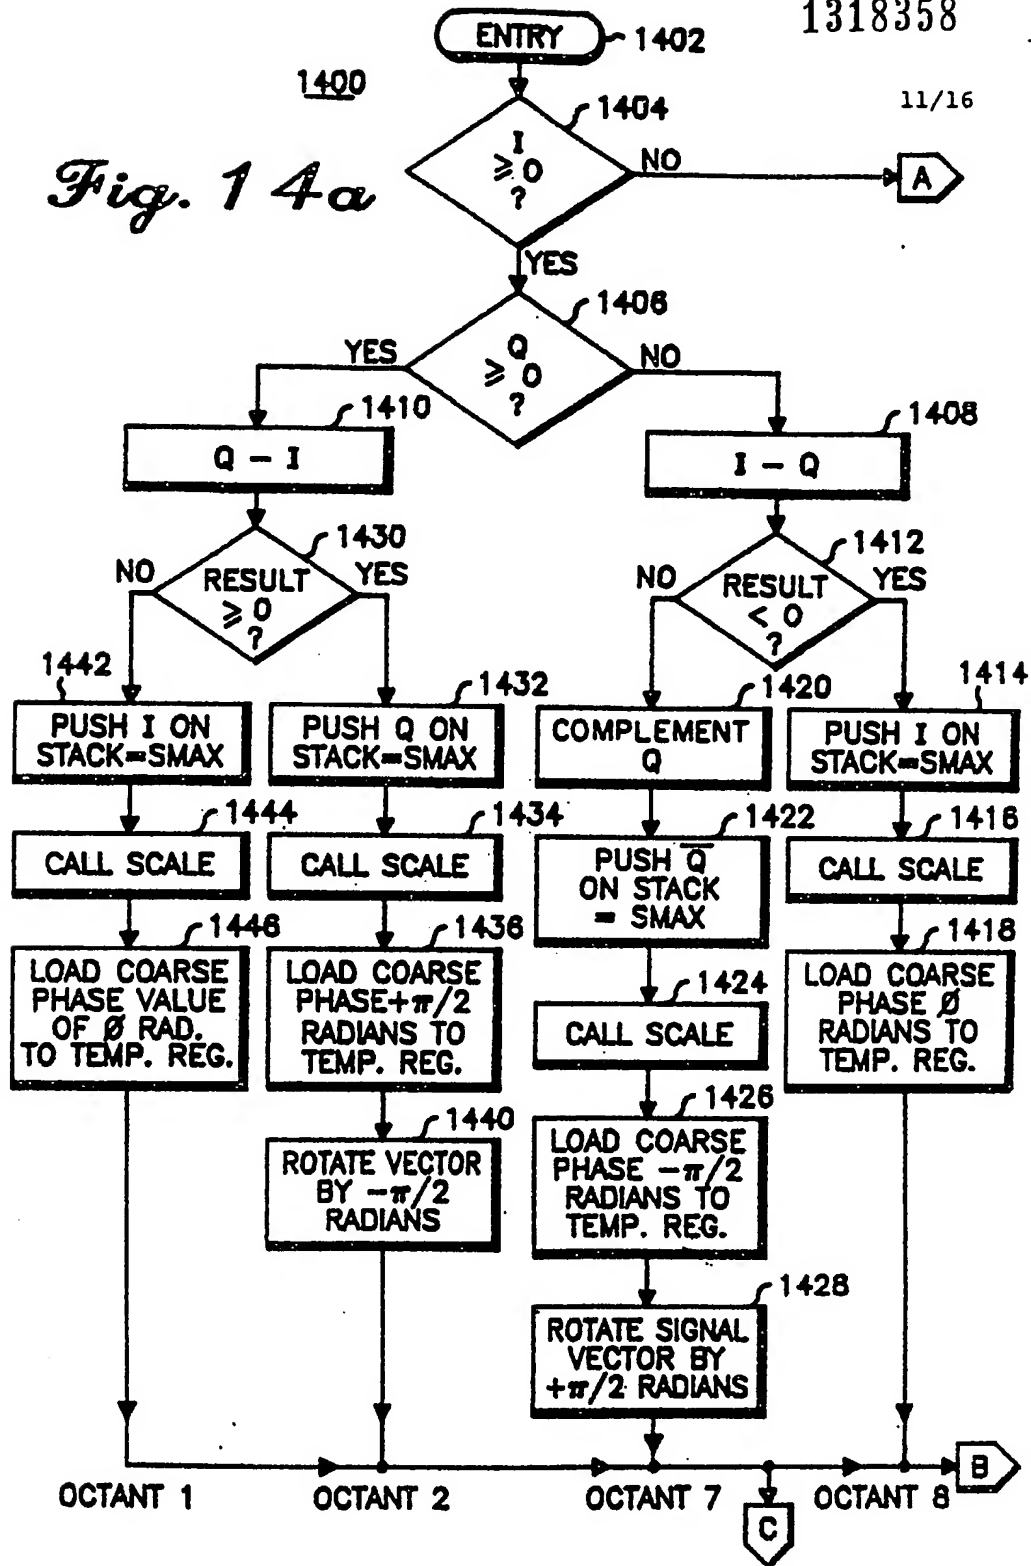 1318358
ENTRY
1402
1400
11/16
1404
Fig. 14a
I
≥ 0
?
NO
A
YES
1406
Q
≥ 0
?
YES
NO
1410
1408
Q - I
I - Q
1430
1412
NO
RESULT
≥ 0
?
YES
NO
RESULT
< 0
?
YES
1442
PUSH I ON
STACK=SMAX
1432
PUSH Q ON
STACK=SMAX
1420
COMPLEMENT
Q
1414
PUSH I ON
STACK=SMAX
1444
CALL SCALE
1434
CALL SCALE
1422
PUSH Q̅
ON STACK
= SMAX
1416
CALL SCALE
1446
LOAD COARSE
PHASE VALUE
OF Ø RAD.
TO TEMP. REG.
1436
LOAD COARSE
PHASE+π/2
RADIANS TO
TEMP. REG.
1424
CALL SCALE
1418
LOAD COARSE
PHASE Ø
RADIANS TO
TEMP. REG.
1440
ROTATE VECTOR
BY -π/2
RADIANS
1426
LOAD COARSE
PHASE -π/2
RADIANS TO
TEMP. REG.
1428
ROTATE SIGNAL
VECTOR BY
+π/2 RADIANS
B
OCTANT 1
OCTANT 2
OCTANT 7
OCTANT 8
C